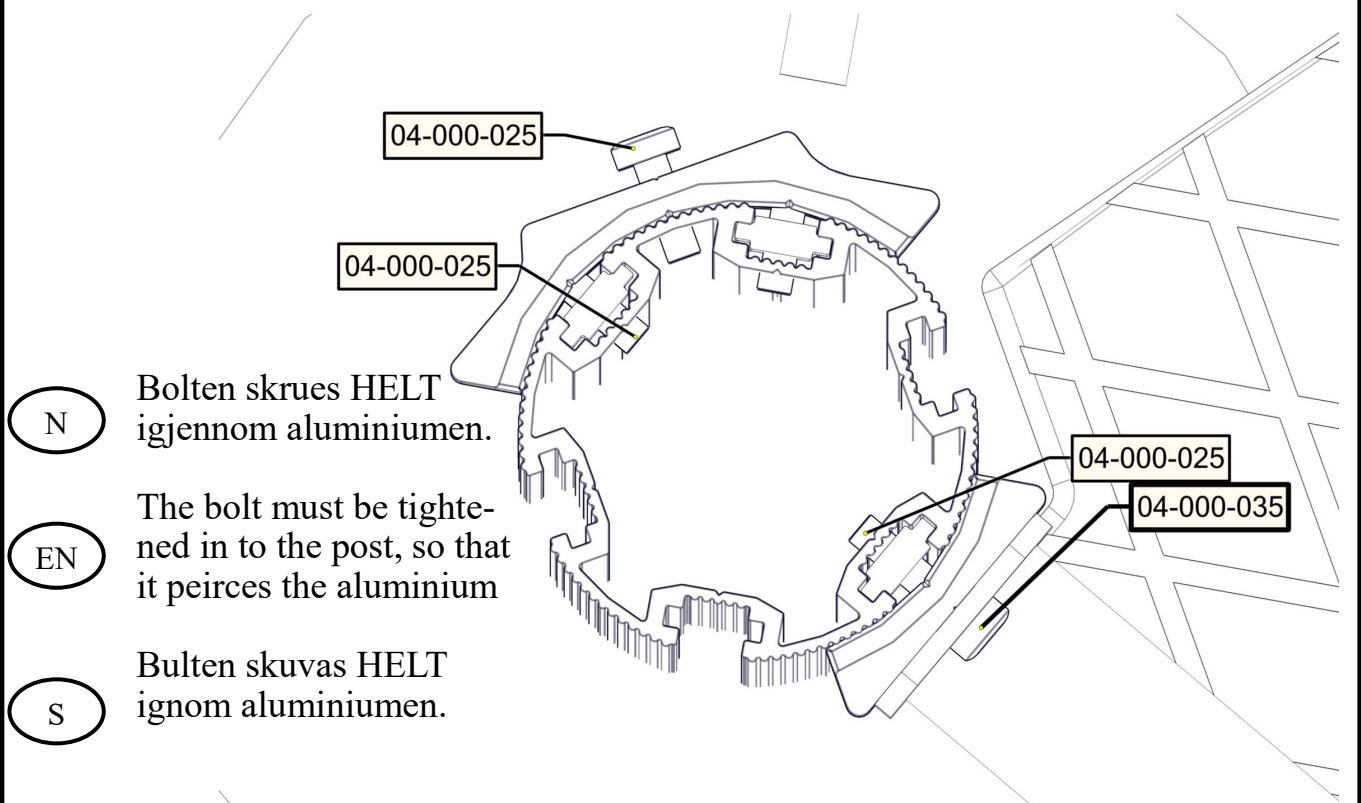 04-000-025
04-000-025
N
Bolten skrues HELT
igjennom aluminiumen.
04-000-025
04-000-035
EN
The bolt must be tighte-
ned in to the post, so that
it peirces the aluminium
S
Bulten skuvas HELT
ignom aluminiumen.